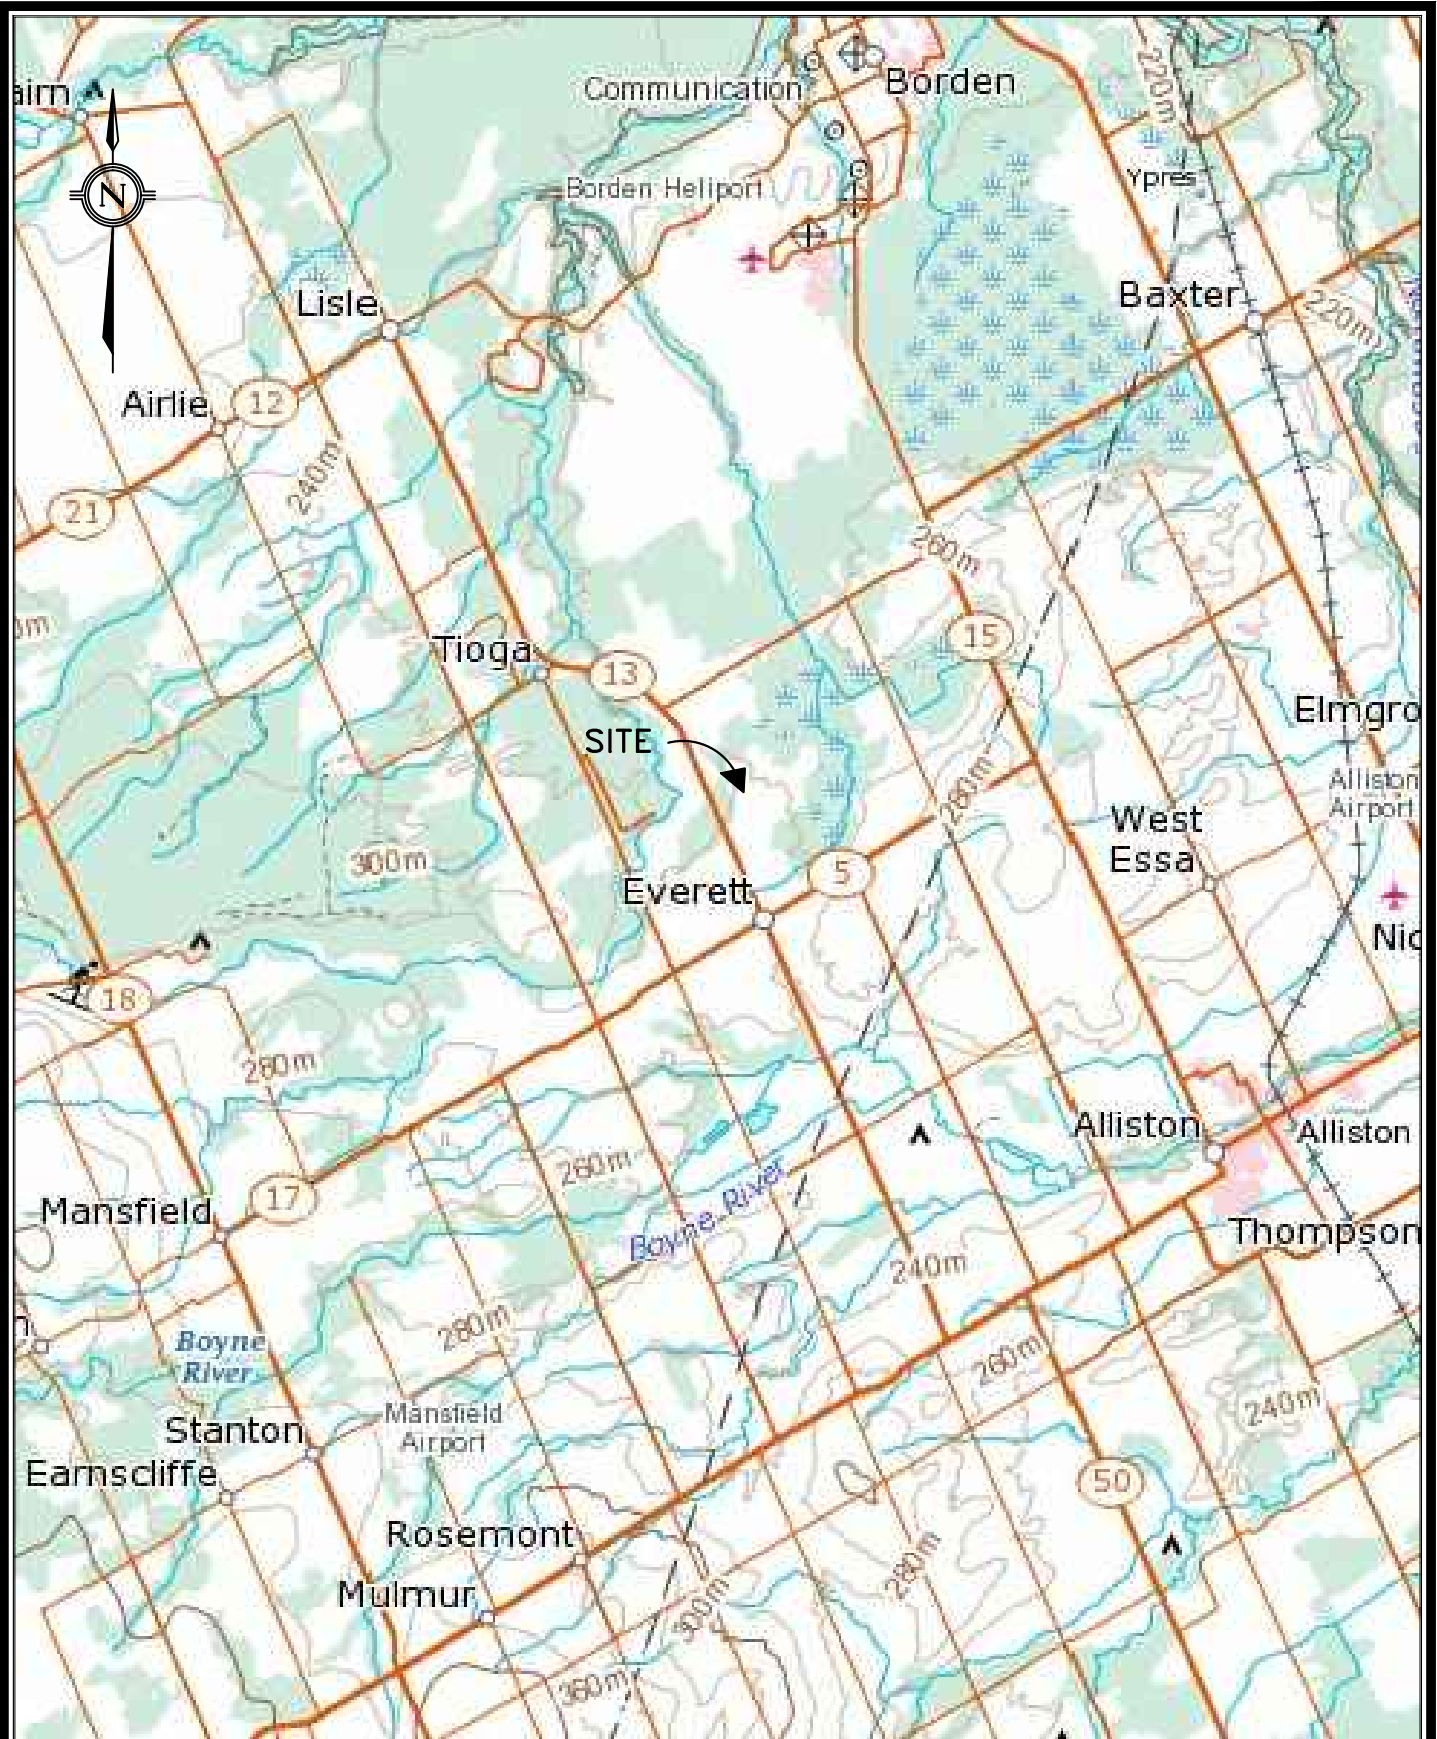 Communication
Borden
220m
airn
Ypres
N
Borden Heliport
Lisle
Baxter
220m
Airlie
12
240m
21
260m
15
Tioga
13
Elmgro
SITE
280m
Alliston
Airport
West
Essa
300m
5
Everett
Nic
18
280m
Alliston
Alliston
260m
17
Mansfield
Boyne River
Thompson
240m
280m
Boyne
River
260m
Mansfield
Airport
240m
Stanton
Earnscliffe
50
Rosemont
280m
Mulmur
300m
360m